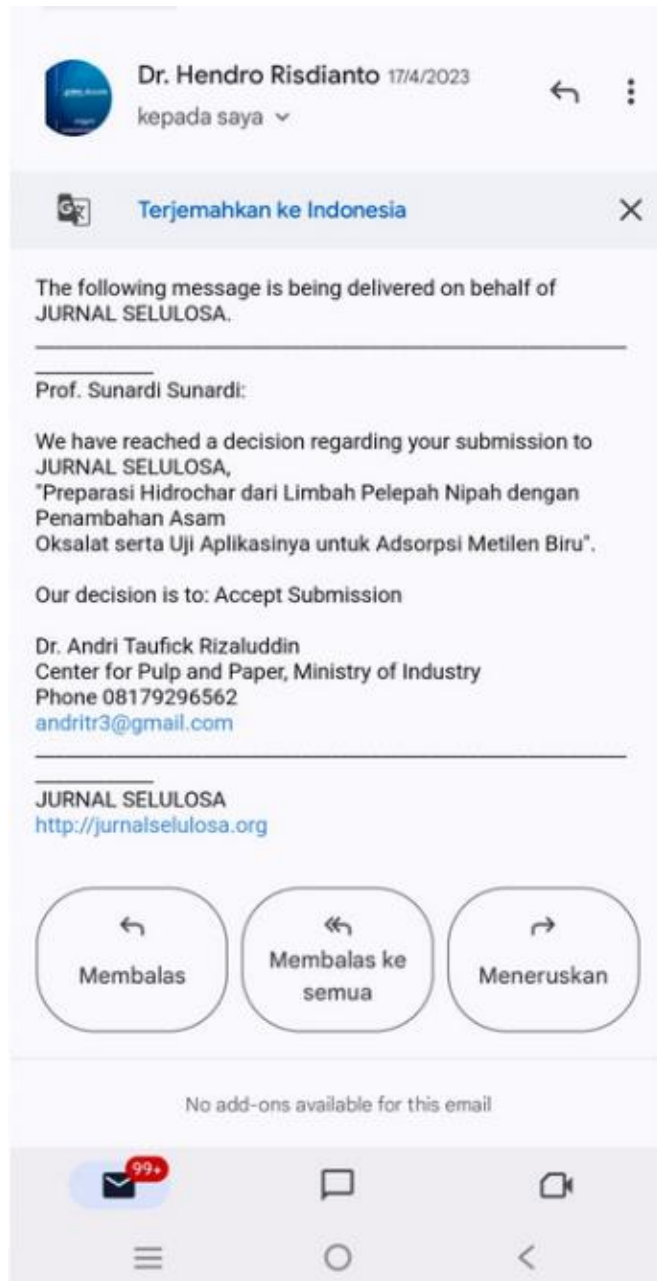 Dr. Hendro Risdianto 17/4/2023
kepada saya
Terjemahkan ke Indonesia
The following message is being delivered on behalf of
JURNAL SELULOSA.
Prof. Sunardi Sunardi:
We have reached a decision regarding your submission to
JURNAL SELULOSA,
"Preparasi Hidrochar dari Limbah Pelepah Nipah dengan
Penambahan Asam
Oksalat serta Uji Aplikasinya untuk Adsorpsi Metilen Biru".
Our decision is to: Accept Submission
Dr. Andri Taufick Rizaluddin
Center for Pulp and Paper, Ministry of Industry
Phone 08179296562
andritr3@gmail.com
JURNAL SELULOSA
http://jurnalselulosa.org
Membalas
Membalas ke
semua
Meneruskan
No add-ons available for this email
99+